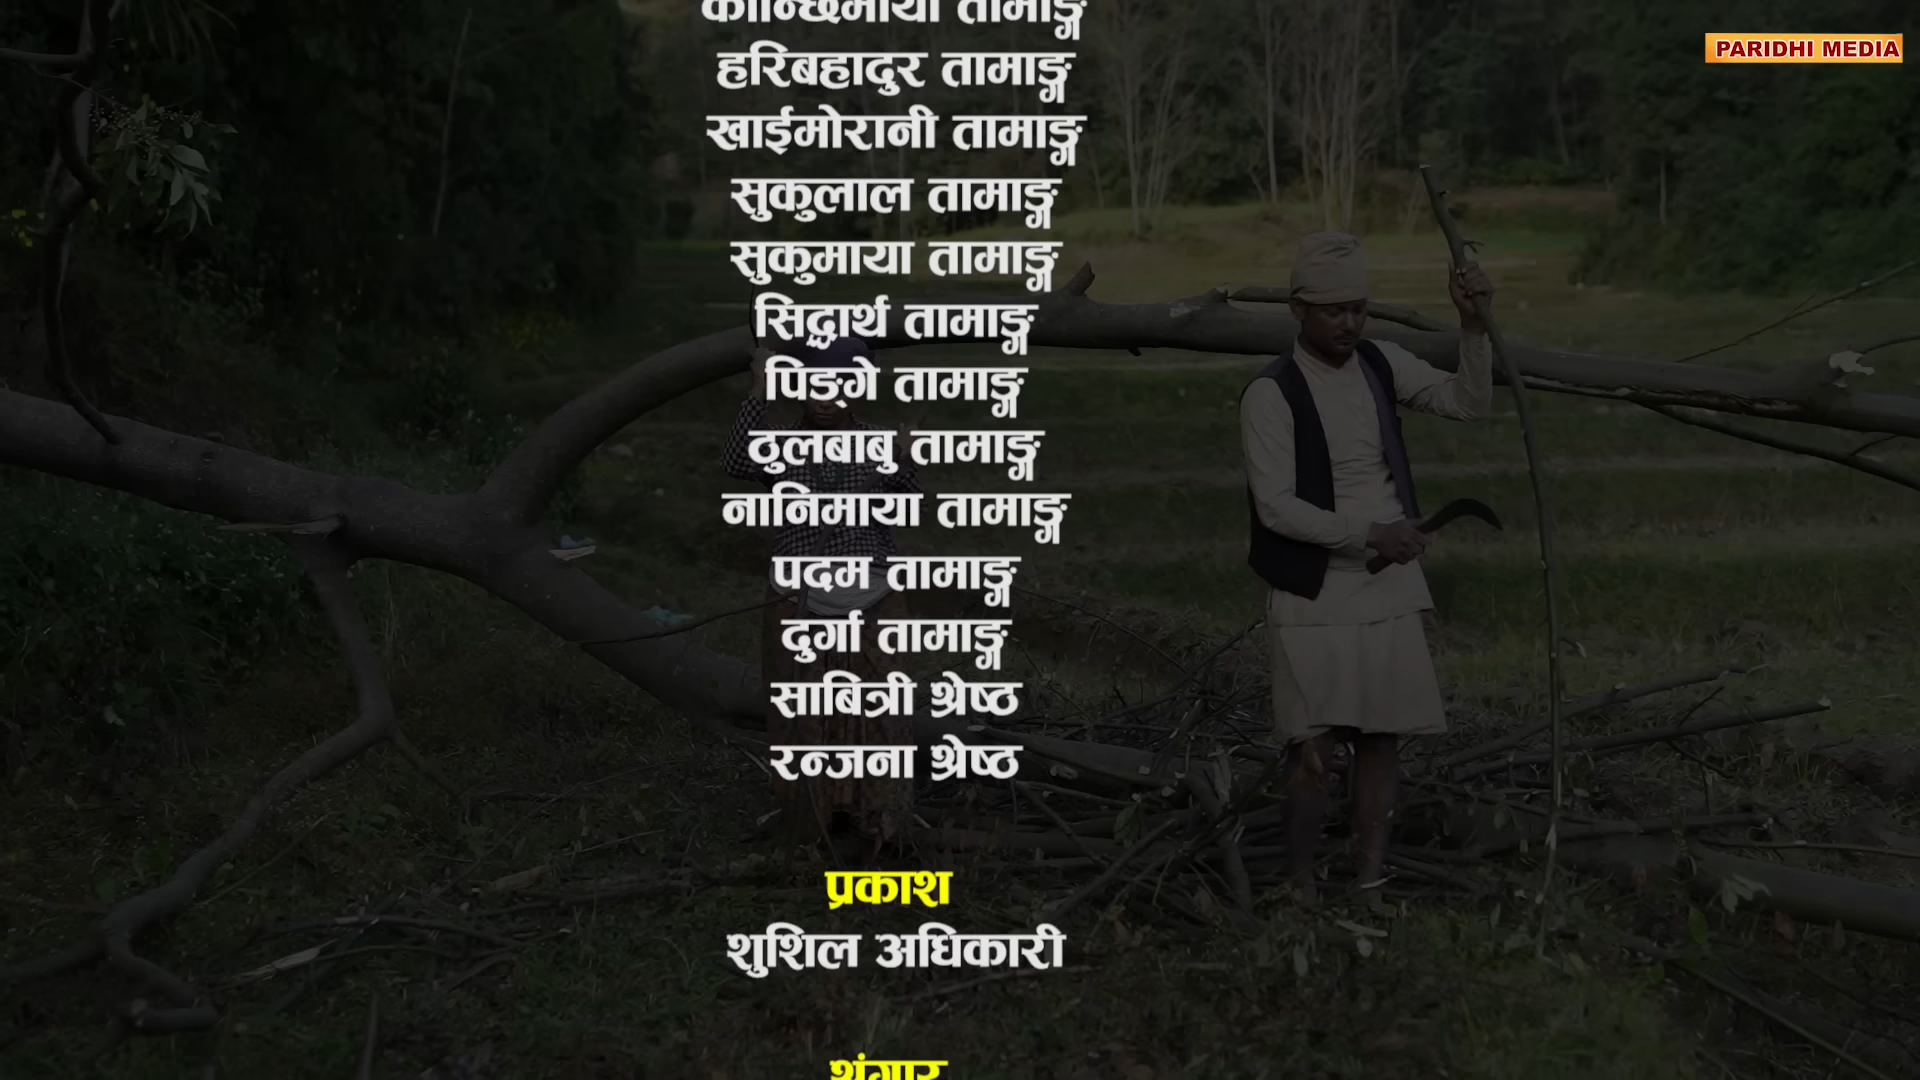 कान्छिमाया तामाङ्ग
PARIDHI MEDIA
हरिबहादुर तामाङ्ग
खाईमोरानी तामाङ्ग
सुकुलाल तामाङ्ग
सुकुमाया तामाङ्ग
सिद्धार्थ तामाङ्ग
पिङ्गे तामाङ्ग
ठुलबाबु तामाङ्ग
नानिमाया तामाङ्ग
पदम तामाङ्ग
दुर्गा तामाङ्ग
साबित्री श्रेष्ठ
रन्जना श्रेष्ठ
प्रकाश
शुशिल अधिकारी